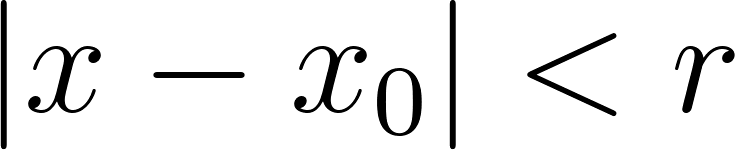 |x − x₀| < r